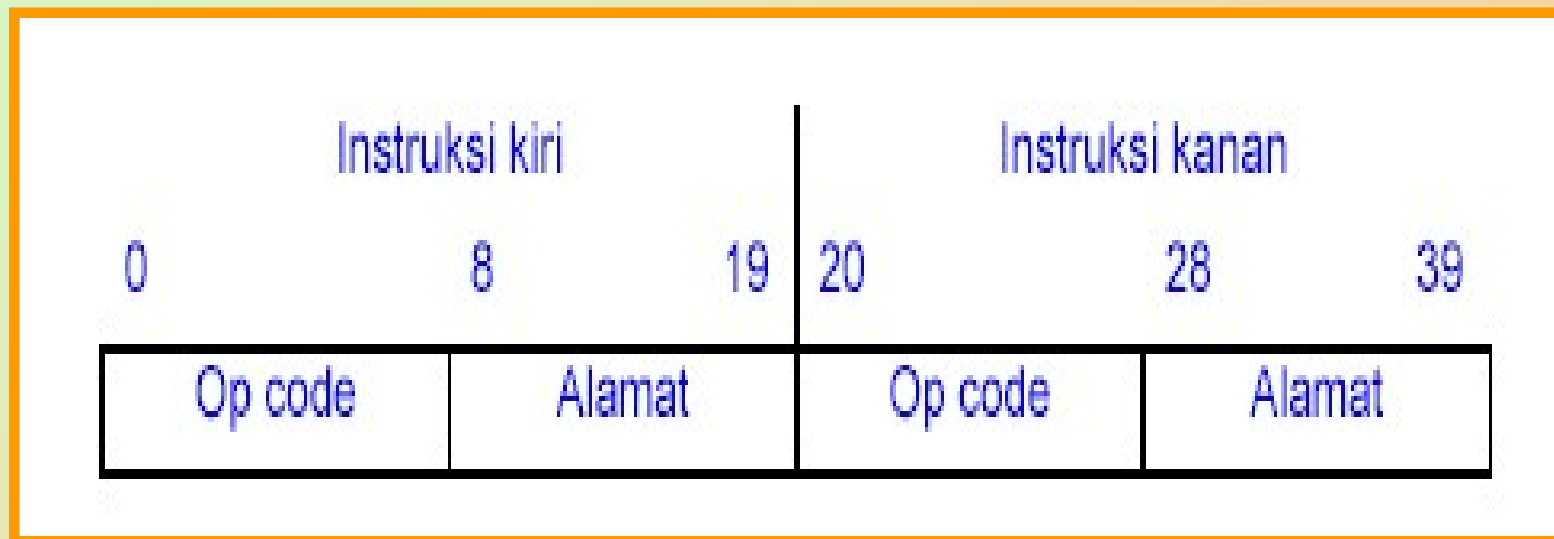 Instruksi kiri Instruksi kanan
0 8 19 20 28 39
Op code Alamat Op code Alamat